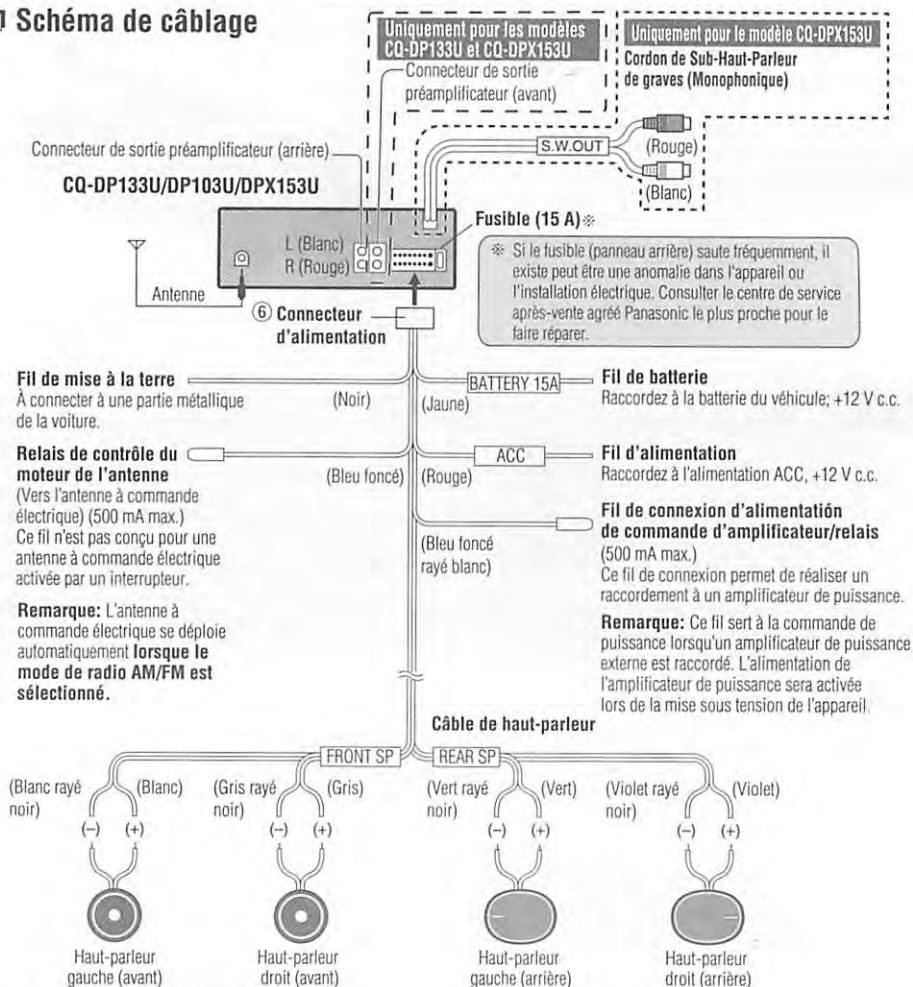 Schéma de câblage
Uniquement pour les modèles
CQ-DP133U et CQ-DPX153U
Connecteur de sortie
préamplificateur (avant)
Uniquement pour le modèle CQ-DPX153U
Cordon de Sub-Haut-Parleur
de graves (Monophonique)
S.W.OUT
(Rouge)
(Blanc)
Connecteur de sortie préamplificateur (arrière)
CQ-DP133U/DP103U/DPX153U
L (Blanc)
R (Rouge)
Fusible (15 A)※
※ Si le fusible (panneau arrière) saute fréquemment, il
existe peut être une anomalie dans l'appareil ou
l'installation électrique. Consulter le centre de service
après-vente agréé Panasonic le plus proche pour le
faire réparer.
Antenne
⑥ Connecteur
d'alimentation
Fil de mise à la terre
À connecter à une partie métallique
de la voiture.
(Noir)
(Jaune)
BATTERY 15A
Fil de batterie
Raccordez à la batterie du véhicule; +12 V c.c.
Relais de contrôle du
moteur de l'antenne
(Vers l'antenne à commande
électrique) (500 mA max.)
Ce fil n'est pas conçu pour une
antenne à commande électrique
activée par un interrupteur.
Remarque: L'antenne à
commande électrique se déploie
automatiquement lorsque le
mode de radio AM/FM est
sélectionné.
(Bleu foncé)
(Rouge)
ACC
Fil d'alimentation
Raccordez à l'alimentation ACC, +12 V c.c.
(Bleu foncé
rayé blanc)
Fil de connexion d'alimentatión
de commande d'amplificateur/relais
(500 mA max.)
Ce fil de connexion permet de réaliser un
raccordement à un amplificateur de puissance.
Remarque: Ce fil sert à la commande de
puissance lorsqu'un amplificateur de puissance
externe est raccordé. L'alimentation de
l'amplificateur de puissance sera activée
lors de la mise sous tension de l'appareil.
Câble de haut-parleur
FRONT SP
REAR SP
(Blanc rayé
noir)
(Blanc)
(Gris rayé
noir)
(Gris)
(Vert rayé
noir)
(Vert)
(Violet rayé
noir)
(Violet)
(–) (+)
(–) (+)
(–) (+)
(–) (+)
Haut-parleur
gauche (avant)
Haut-parleur
droit (avant)
Haut-parleur
gauche (arrière)
Haut-parleur
droit (arrière)